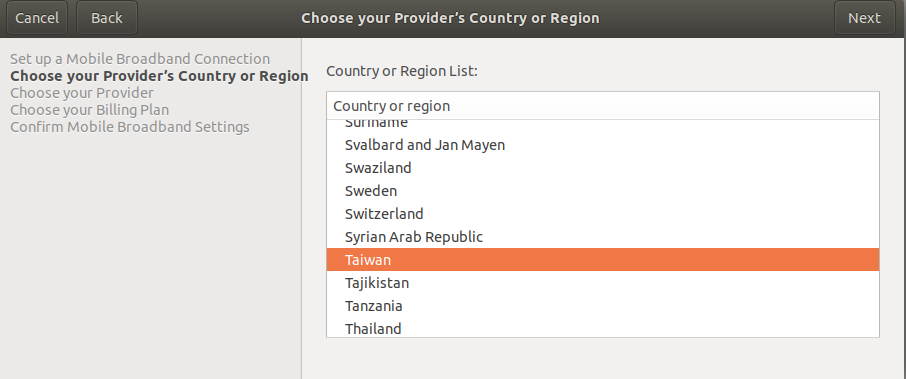 Cancel Back Choose your Provider’s Country or Region Next
Set up a Mobile Broadband Connection
Choose your Provider’s Country or Region
Choose your Provider
Choose your Billing Plan
Confirm Mobile Broadband Settings
Country or Region List:
Country or region
Suriname
Svalbard and Jan Mayen
Swaziland
Sweden
Switzerland
Syrian Arab Republic
Taiwan
Tajikistan
Tanzania
Thailand